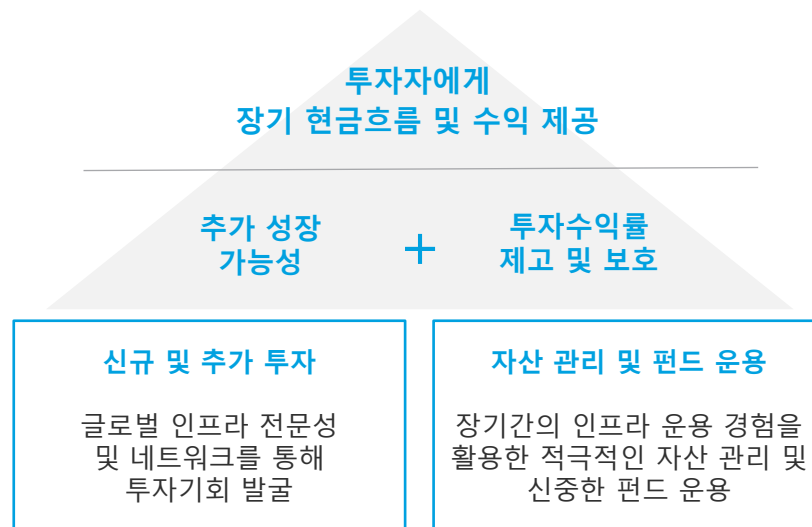 투자자에게
장기 현금흐름 및 수익 제공
추가 성장
가능성
+
투자수익률
제고 및 보호
신규 및 추가 투자
글로벌 인프라 전문성
및 네트워크를 통해
투자기회 발굴
자산 관리 및 펀드 운용
장기간의 인프라 운용 경험을
활용한 적극적인 자산 관리 및
신중한 펀드 운용